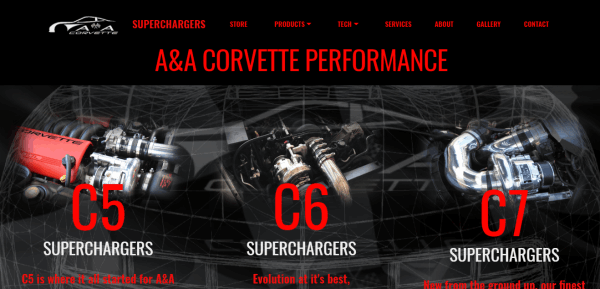 A&A
CORVETTE
SUPERCHARGERS STORE PRODUCTS TECH SERVICES ABOUT GALLERY CONTACT
A&A CORVETTE PERFORMANCE
CORVETTE
C5 C6 C7
SUPERCHARGERS SUPERCHARGERS SUPERCHARGERS
C5 is where it all started for A&A Evolution at it's best, New from the ground up, our finest